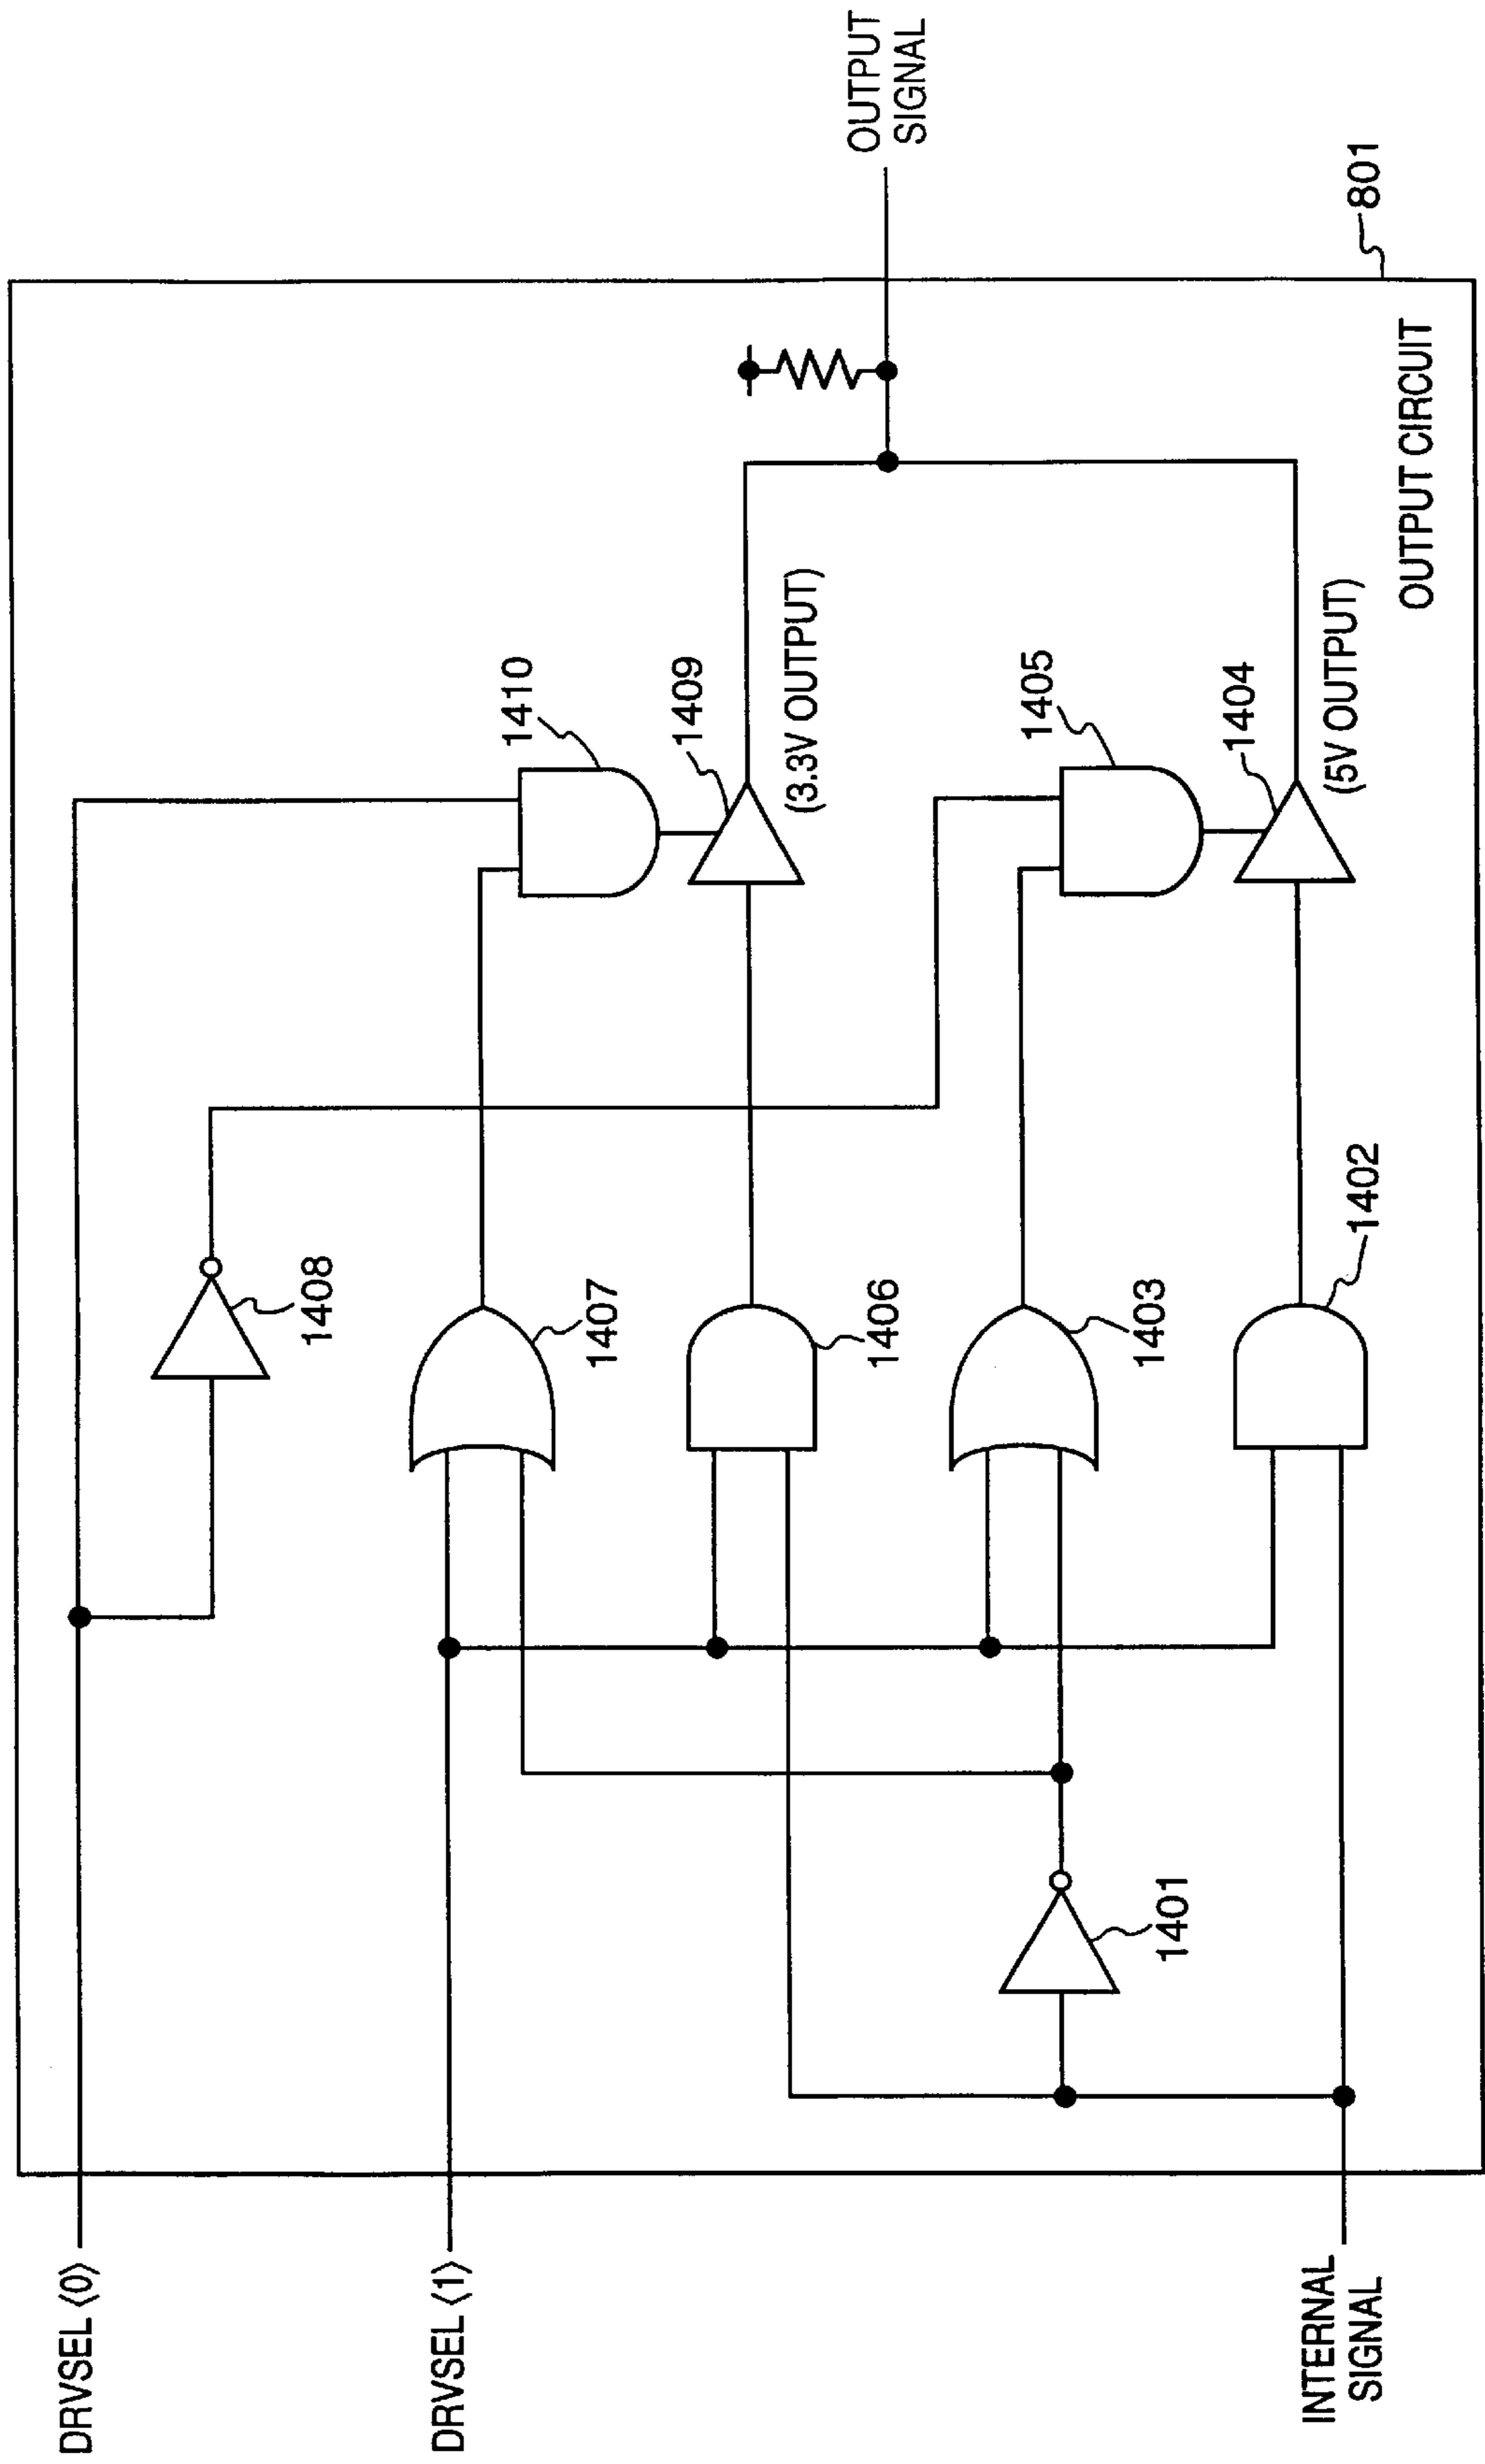 DRVSEL ⟨0⟩
DRVSEL ⟨1⟩
INTERNAL
SIGNAL
1401
1408
1407
1406
1403
1402
1410
1409
(3.3V OUTPUT)
1405
1404
(5V OUTPUT)
OUTPUT CIRCUIT
801
OUTPUT
SIGNAL